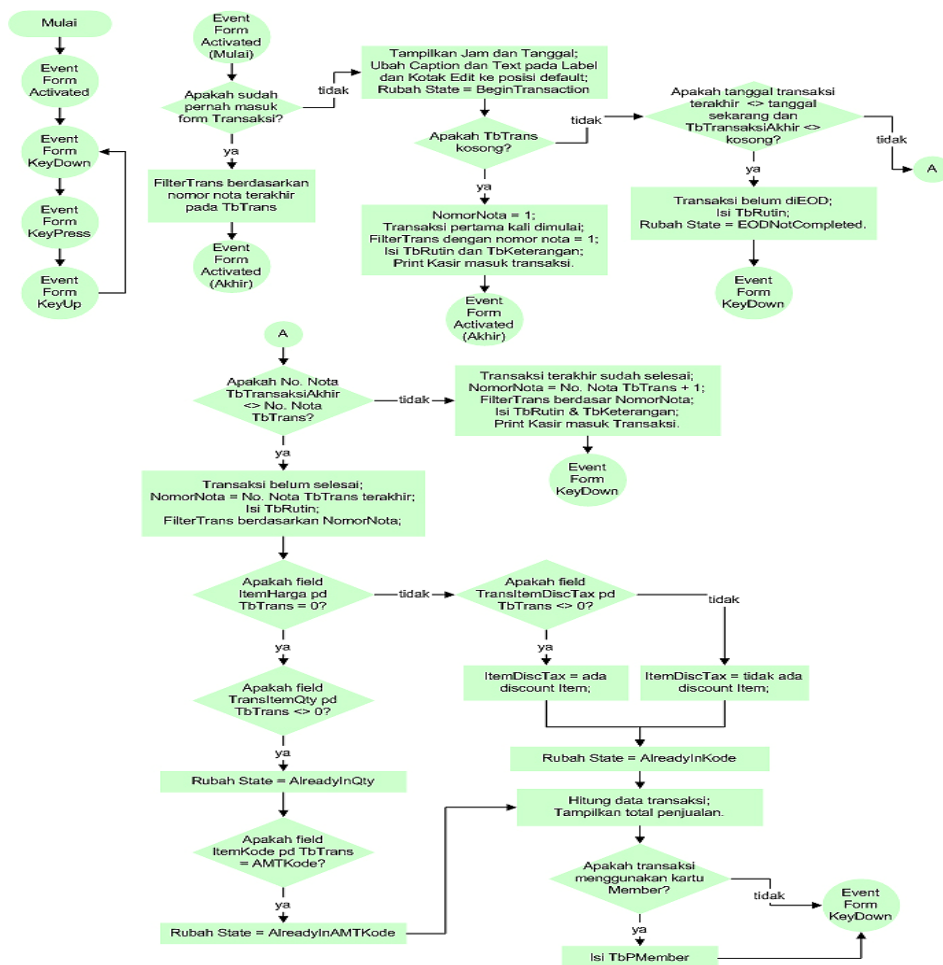 Mulai
Event
Form
Activated
Event
Form
KeyDown
Event
Form
KeyPress
Event
Form
KeyUp
Event
Form
Activated
(Mulai)
Apakah sudah
pernah masuk
form Transaksi?
tidak
ya
FilterTrans berdasarkan
nomor nota terakhir
pada TbTrans
Event
Form
Activated
(Akhir)
Tampilkan Jam dan Tanggal;
Ubah Caption dan Text pada Label
dan Kotak Edit ke posisi default;
Rubah State = BeginTransaction
Apakah TbTrans
kosong?
tidak
ya
NomorNota = 1;
Transaksi pertama kali dimulai;
FilterTrans dengan nomor nota = 1;
Isi TbRutin dan TbKeterangan;
Print Kasir masuk transaksi.
Event
Form
Activated
(Akhir)
Apakah tanggal transaksi
terakhir <> tanggal
sekarang dan
TbTransaksiAkhir <>
kosong?
tidak
A
ya
Transaksi belum diEOD;
Isi TbRutin;
Rubah State = EODNotCompleted.
Event
Form
KeyDown
A
Apakah No. Nota
TbTransaksiAkhir
<> No. Nota
TbTrans?
tidak
Transaksi terakhir sudah selesai;
NomorNota = No. Nota TbTrans + 1;
FilterTrans berdasar NomorNota;
Isi TbRutin & TbKeterangan;
Print Kasir masuk Transaksi.
Event
Form
KeyDown
ya
Transaksi belum selesai;
NomorNota = No. Nota TbTrans terakhir;
Isi TbRutin;
FilterTrans berdasarkan NomorNota;
Apakah field
ItemHarga pd
TbTrans = 0?
tidak
Apakah field
TransItemDiscTax pd
TbTrans <> 0?
tidak
ya
ya
Apakah field
TransItemQty pd
TbTrans <> 0?
ItemDiscTax = ada
discount Item;
ItemDiscTax = tidak ada
discount Item;
ya
Rubah State = AlreadyInKode
Rubah State = AlreadyInQty
Hitung data transaksi;
Tampilkan total penjualan.
Apakah field
ItemKode pd TbTrans
= AMTKode?
Apakah transaksi
menggunakan kartu
Member?
tidak
Event
Form
KeyDown
ya
Rubah State = AlreadyInAMTKode
ya
Isi TbPMember